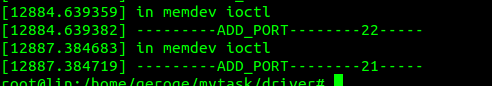 [12884.639359] in memdev ioctl
[12884.639382] ---------ADD_PORT--------22-----
[12887.384683] in memdev ioctl
[12887.384719] ---------ADD_PORT--------21-----
root@lin:/home/geroge/mytask/driver#